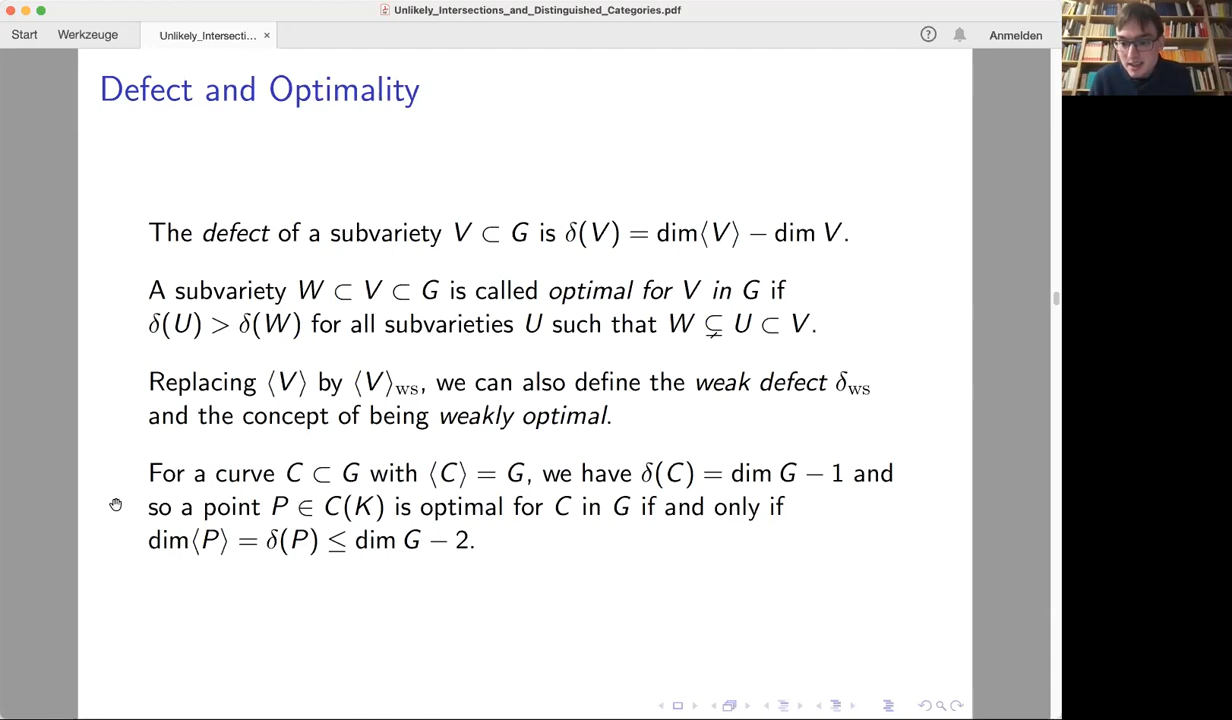 Unlikely_Intersections_and_Distinguished_Categories.pdf
Start Werkzeuge Unlikely_Intersecti... × Anmelden
Defect and Optimality
The defect of a subvariety V ⊂ G is δ(V) = dim⟨V⟩ − dim V.
A subvariety W ⊂ V ⊂ G is called optimal for V in G if
δ(U) > δ(W) for all subvarieties U such that W ⊊ U ⊂ V.
Replacing ⟨V⟩ by ⟨V⟩ws, we can also define the weak defect δws
and the concept of being weakly optimal.
For a curve C ⊂ G with ⟨C⟩ = G, we have δ(C) = dim G − 1 and
so a point P ∈ C(K) is optimal for C in G if and only if
dim⟨P⟩ = δ(P) ≤ dim G − 2.